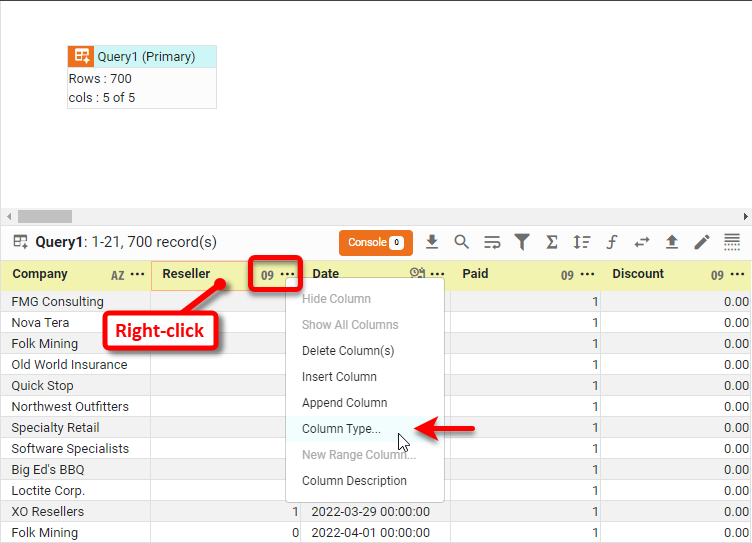 Query1 (Primary)
Rows : 700
cols : 5 of 5
Query1: 1-21, 700 record(s)
Console 0
Company AZ ••• Reseller 09 ••• Date ••• Paid 09 ••• Discount 09 •••
FMG Consulting 1 0.00
Nova Tera 1 0.00
Folk Mining 1 0.00
Old World Insurance 1 0.00
Quick Stop 1 0.00
Northwest Outfitters 1 0.00
Specialty Retail 1 0.00
Software Specialists 1 0.00
Big Ed's BBQ 1 0.00
Loctite Corp. 1 0.00
XO Resellers 1 2022-03-29 00:00:00 1 0.00
Folk Mining 0 2022-04-01 00:00:00 1 0.00
Right-click
Hide Column
Show All Columns
Delete Column(s)
Insert Column
Append Column
Column Type...
New Range Column...
Column Description